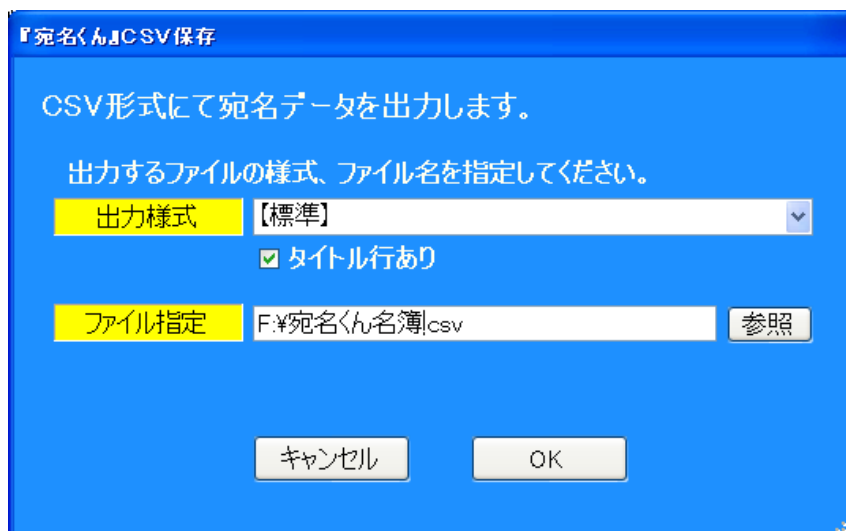 『宛名くん』CSV保存
CSV形式にて宛名データを出力します。
出力するファイルの様式、ファイル名を指定してください。
出力様式 【標準】
タイトル行あり
ファイル指定 F:¥宛名くん名簿.csv 参照
キャンセル OK